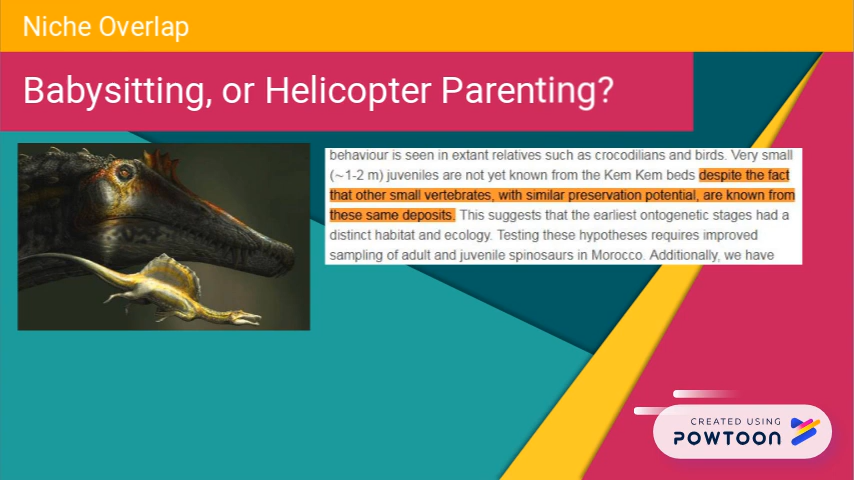 Niche Overlap
Babysitting, or Helicopter Parenting?
behaviour is seen in extant relatives such as crocodilians and birds. Very small
(~1-2 m) juveniles are not yet known from the Kem Kem beds despite the fact
that other small vertebrates, with similar preservation potential, are known from
these same deposits. This suggests that the earliest ontogenetic stages had a
distinct habitat and ecology. Testing these hypotheses requires improved
sampling of adult and juvenile spinosaurs in Morocco. Additionally, we have
CREATED USING
POWTOON